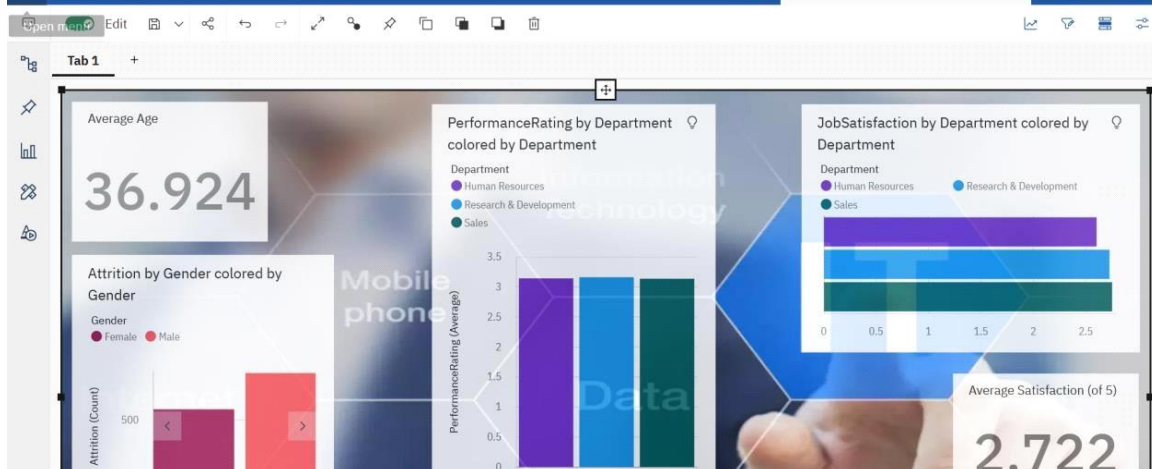 Open menu
Edit
Tab 1
+
Average Age
36.924
Attrition by Gender colored by
Gender
Gender
Female
Male
Attrition (Count)
500
Mobile
phone
PerformanceRating by Department
colored by Department
Department
Human Resources
Research & Development
Sales
Information
Technology
PerformanceRating (Average)
3.5
3
2.5
2
1.5
1
0.5
0
Data
JobSatisfaction by Department colored by
Department
Department
Human Resources
Research & Development
Sales
IT
0
0.5
1
1.5
2
2.5
Average Satisfaction (of 5)
2.722